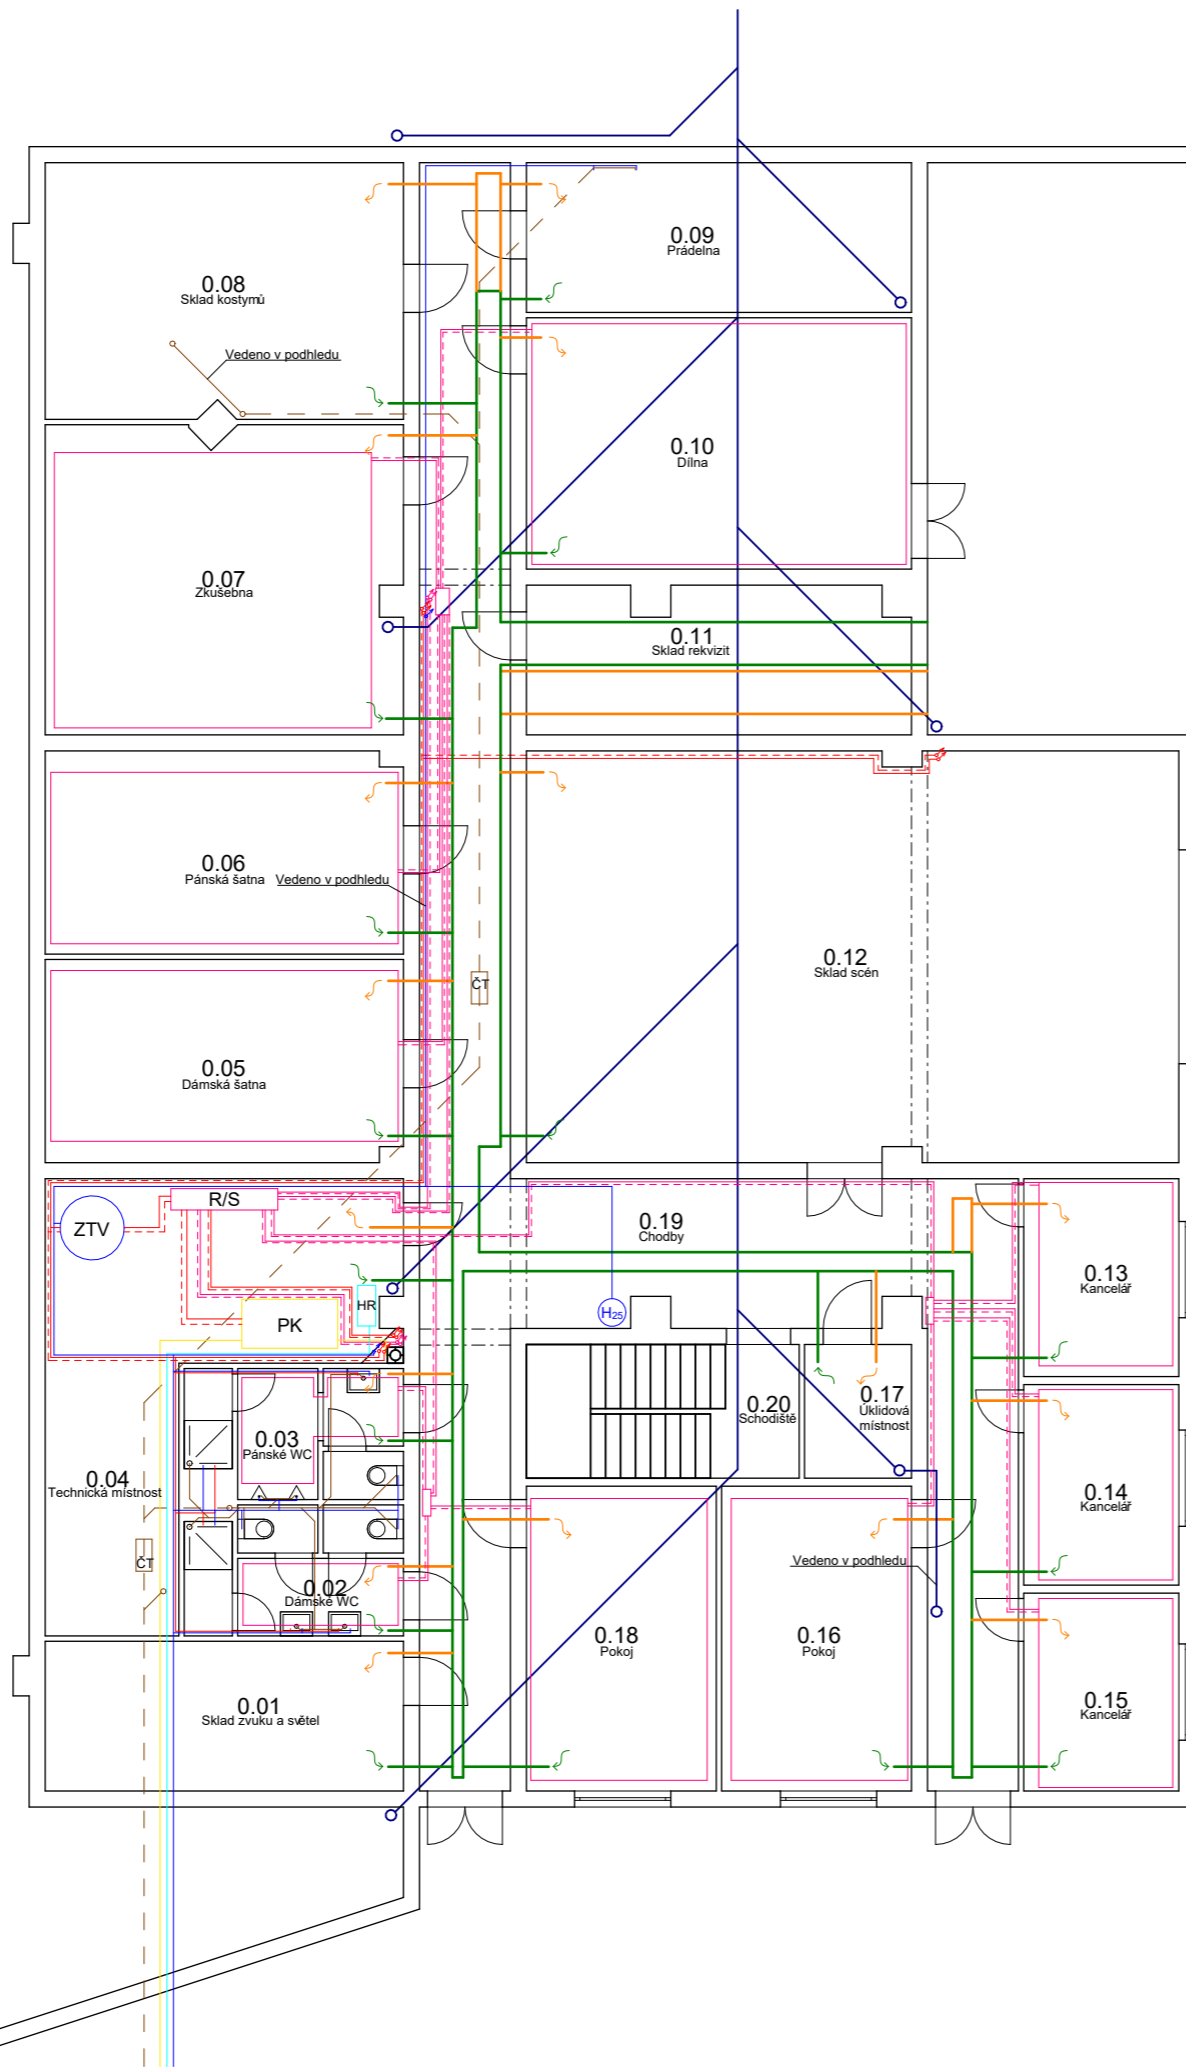 0.09
Prádelna
0.08
Sklad kostymů
Vedeno v podhledu
0.10
Dílna
0.07
Zkušebna
0.11
Sklad rekvizit
0.06
Pánská šatna
Vedeno v podhledu
0.12
Sklad scén
ČT
0.05
Dámská šatna
R/S
ZTV
0.19
Chodby
0.13
Kancelář
HR
H25
PK
0.20
Schodiště
0.17
Úklidová
místnost
0.03
Pánské WC
0.04
Technická místnost
0.14
Kancelář
ČT
Vedeno v podhledu
0.02
Dámské WC
0.18
Pokoj
0.16
Pokoj
0.01
Sklad zvuku a světel
0.15
Kancelář